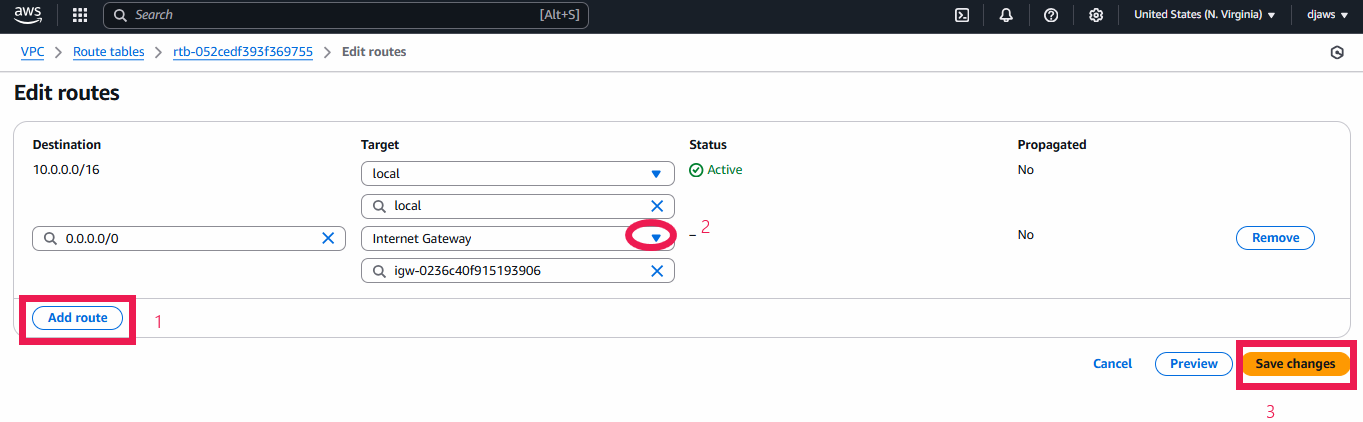 aws
Search [Alt+S]
United States (N. Virginia) djaws
VPC Route tables rtb-052cedf393f369755 Edit routes
Edit routes
Destination Target Status Propagated
10.0.0.0/16 local Active No
local
0.0.0.0/0 Internet Gateway – 2 No Remove
igw-0236c40f915193906
Add route 1
Cancel Preview Save changes
3